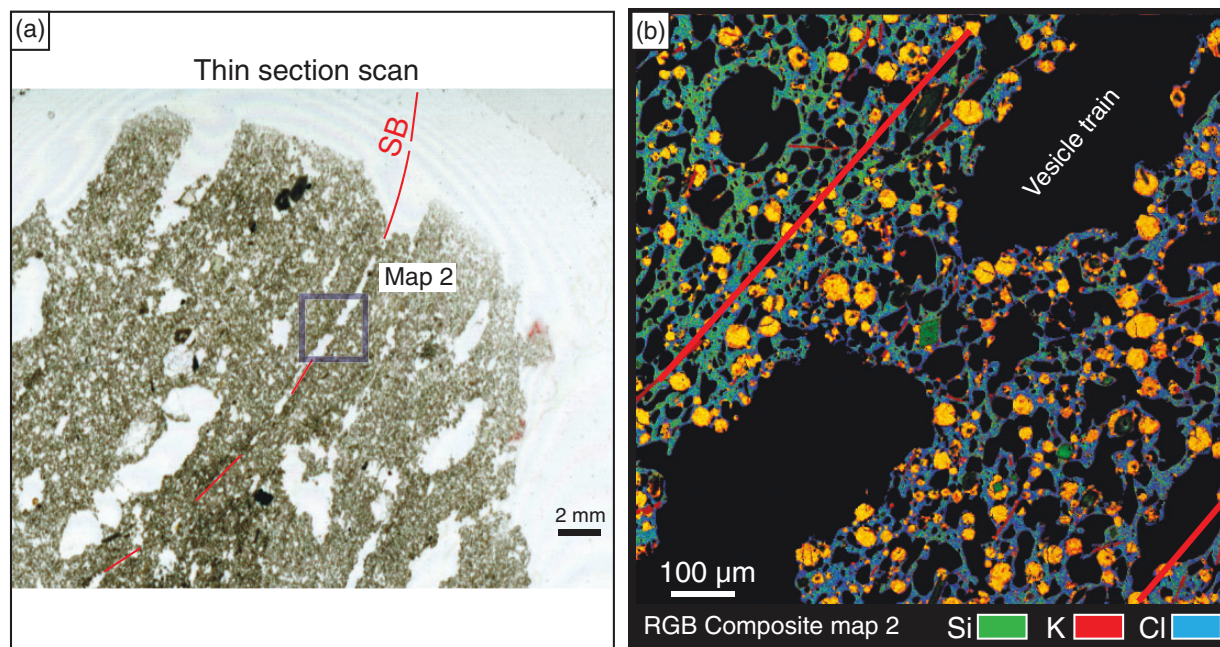 (a)
Thin section scan
SB
Map 2
2 mm
(b)
Vesicle train
100 µm
RGB Composite map 2 Si K Cl